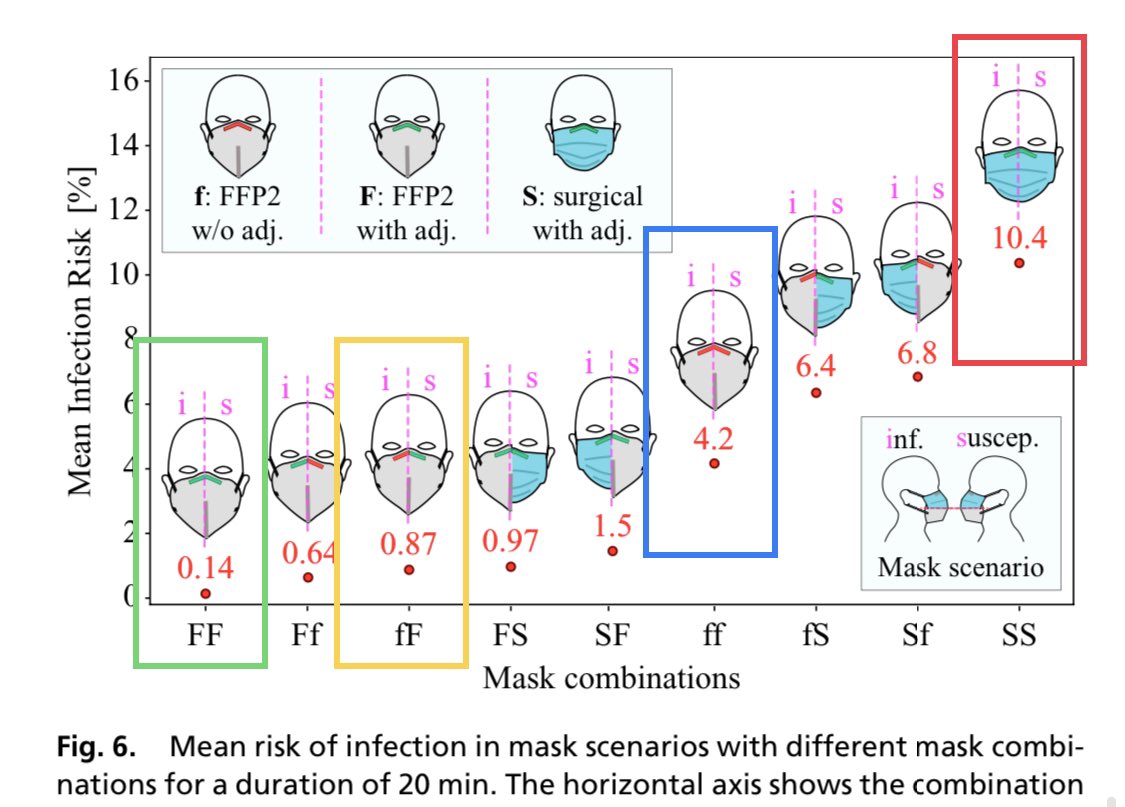 16
14
12
10
8
6
4
2
0
Mean Infection Risk [%]
f: FFP2
w/o adj.
F: FFP2
with adj.
S: surgical
with adj.
i s
0.14
i s
0.64
i s
0.87
i s
0.97
i s
1.5
i s
4.2
i s
6.4
i s
6.8
i s
10.4
inf. suscep.
Mask scenario
FF Ff fF FS SF ff fS Sf SS
Mask combinations
Fig. 6. Mean risk of infection in mask scenarios with different mask combi-
nations for a duration of 20 min. The horizontal axis shows the combination